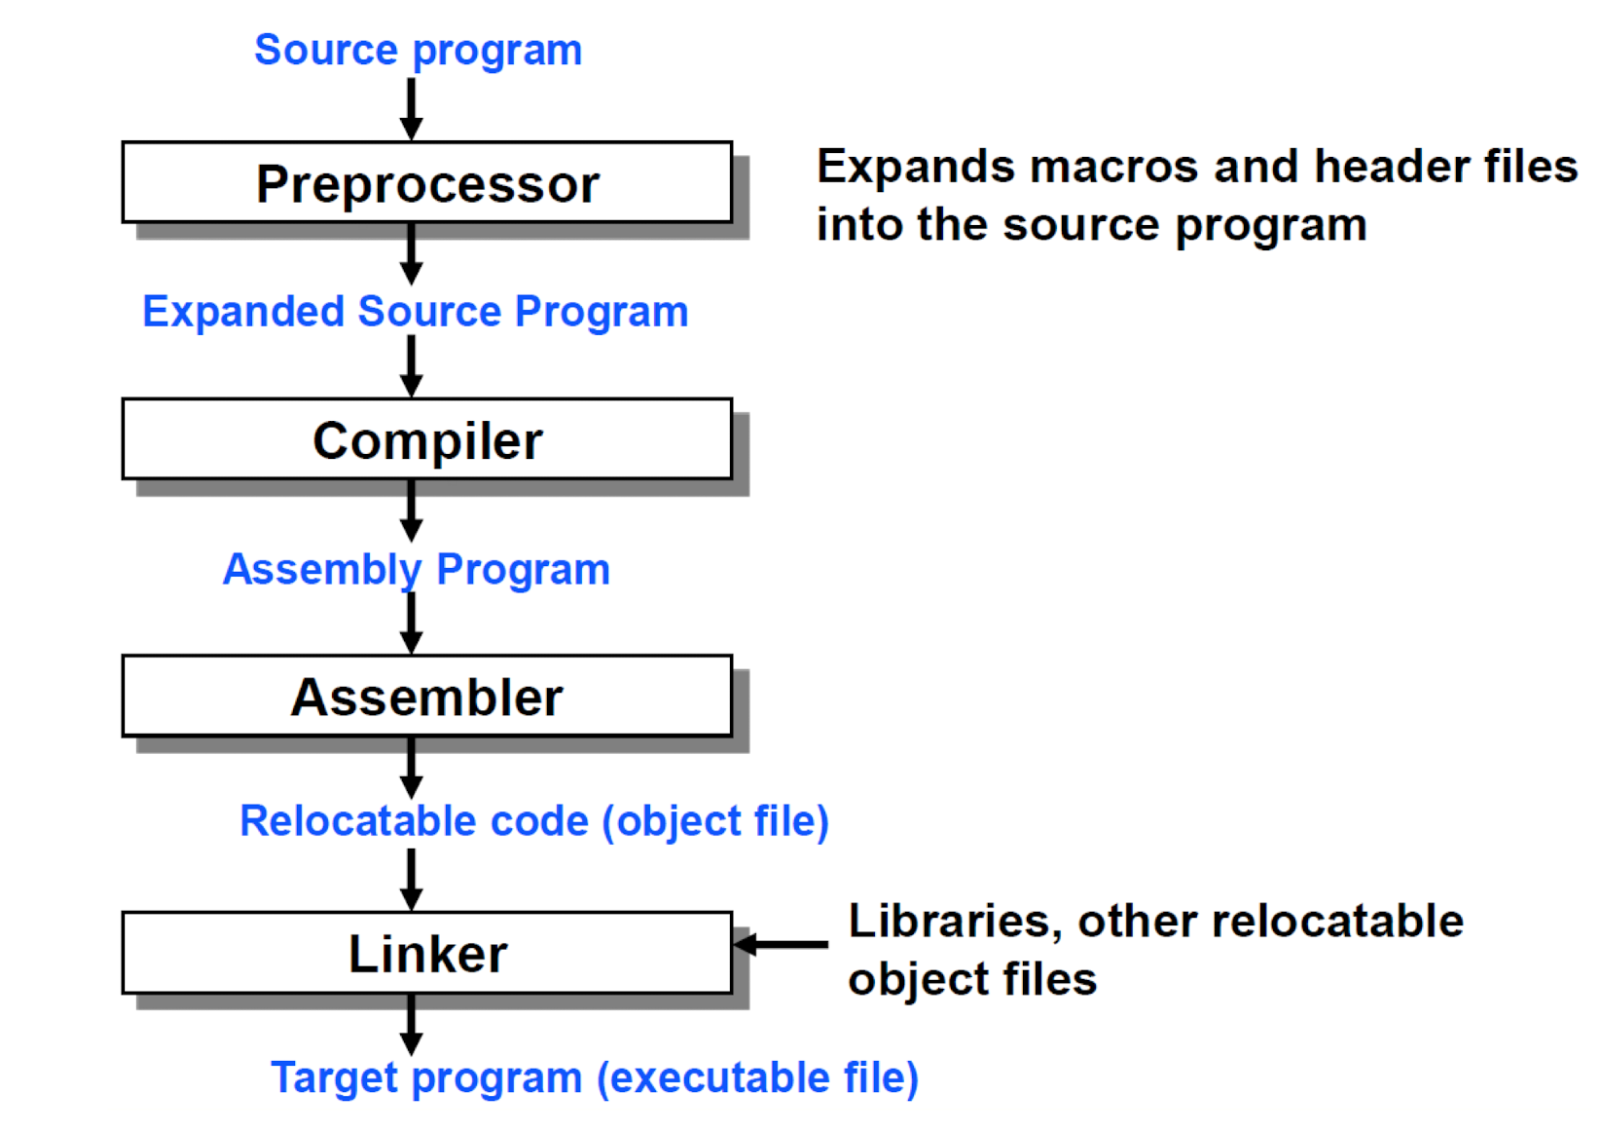 Source program
Preprocessor
Expands macros and header files
into the source program
Expanded Source Program
Compiler
Assembly Program
Assembler
Relocatable code (object file)
Linker
Libraries, other relocatable
object files
Target program (executable file)